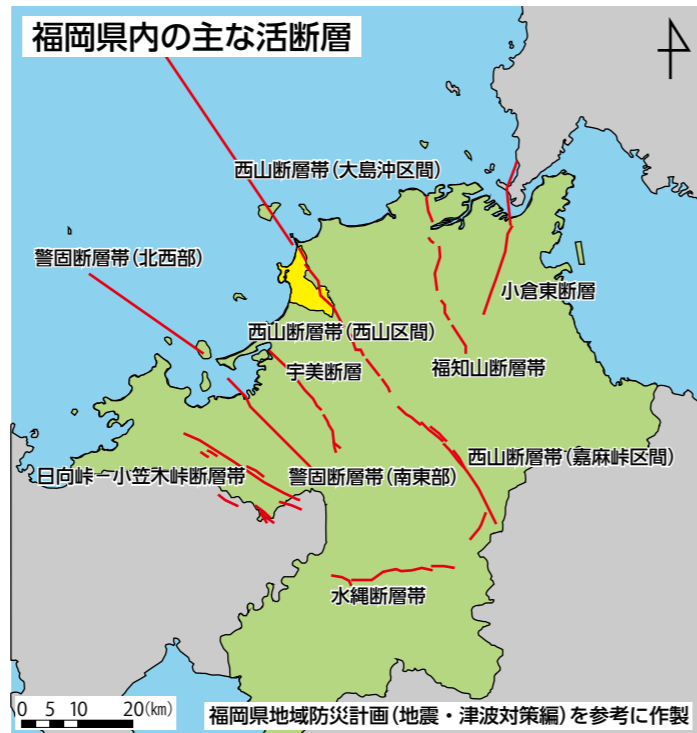 福岡県内の主な活断層
西山断層帯（大島沖区間）
警固断層帯（北西部）
小倉東断層
西山断層帯（西山区間）
福知山断層帯
宇美断層
西山断層帯（嘉麻峠区間）
日向峠－小笠木峠断層帯
警固断層帯（南東部）
水縄断層帯
0 5 10 20(km)
福岡県地域防災計画（地震・津波対策編）を参考に作製